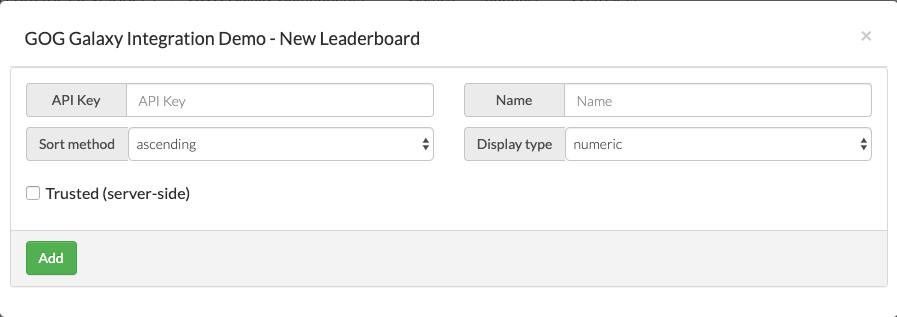 GOG Galaxy Integration Demo - New Leaderboard ×
API Key API Key Name Name
Sort method ascending Display type numeric
Trusted (server-side)
Add